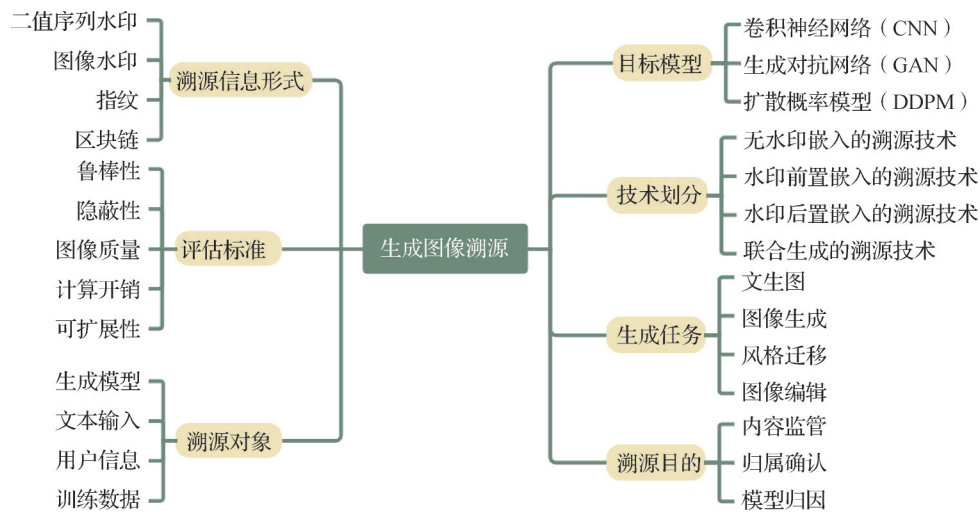 二值序列水印
图像水印
指纹
区块链
溯源信息形式
鲁棒性
隐蔽性
图像质量
计算开销
可扩展性
评估标准
生成模型
文本输入
用户信息
训练数据
溯源对象
生成图像溯源
目标模型
卷积神经网络（CNN）
生成对抗网络（GAN）
扩散概率模型（DDPM）
技术划分
无水印嵌入的溯源技术
水印前置嵌入的溯源技术
水印后置嵌入的溯源技术
联合生成的溯源技术
生成任务
文生图
图像生成
风格迁移
图像编辑
溯源目的
内容监管
归属确认
模型归因